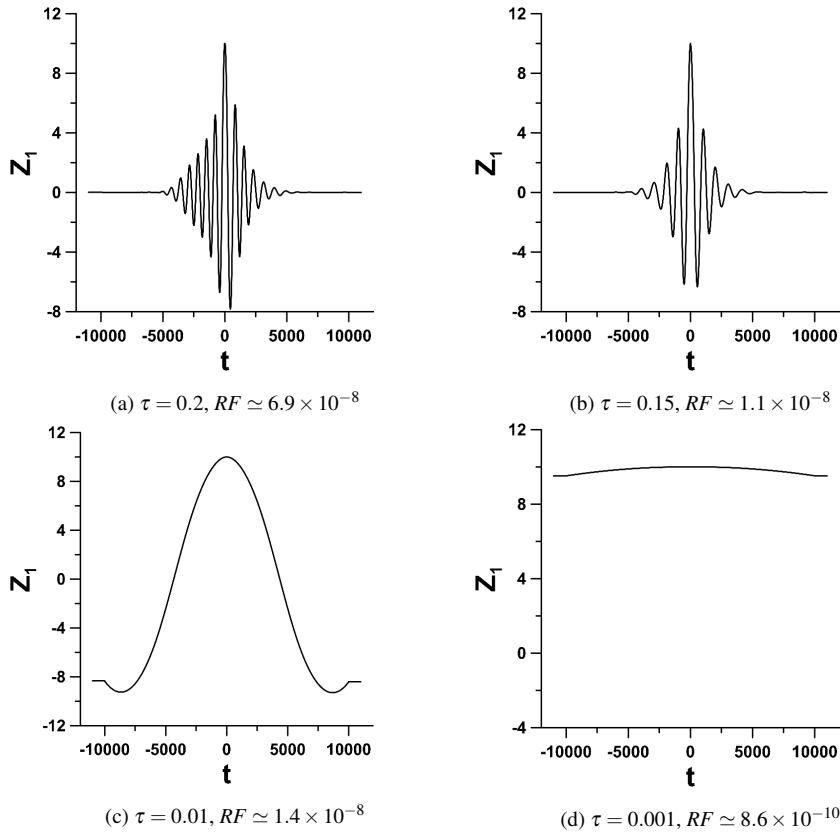 12
8
4
0
-4
-8
Z₁
-10000 -5000 0 5000 10000
t
(a) τ = 0.2, RF ≃ 6.9 × 10⁻⁸
12
8
4
0
-4
-8
Z₁
-10000 -5000 0 5000 10000
t
(b) τ = 0.15, RF ≃ 1.1 × 10⁻⁸
12
8
4
0
-4
-8
-12
Z₁
-10000 -5000 0 5000 10000
t
(c) τ = 0.01, RF ≃ 1.4 × 10⁻⁸
12
8
4
0
-4
Z₁
-10000 -5000 0 5000 10000
t
(d) τ = 0.001, RF ≃ 8.6 × 10⁻¹⁰